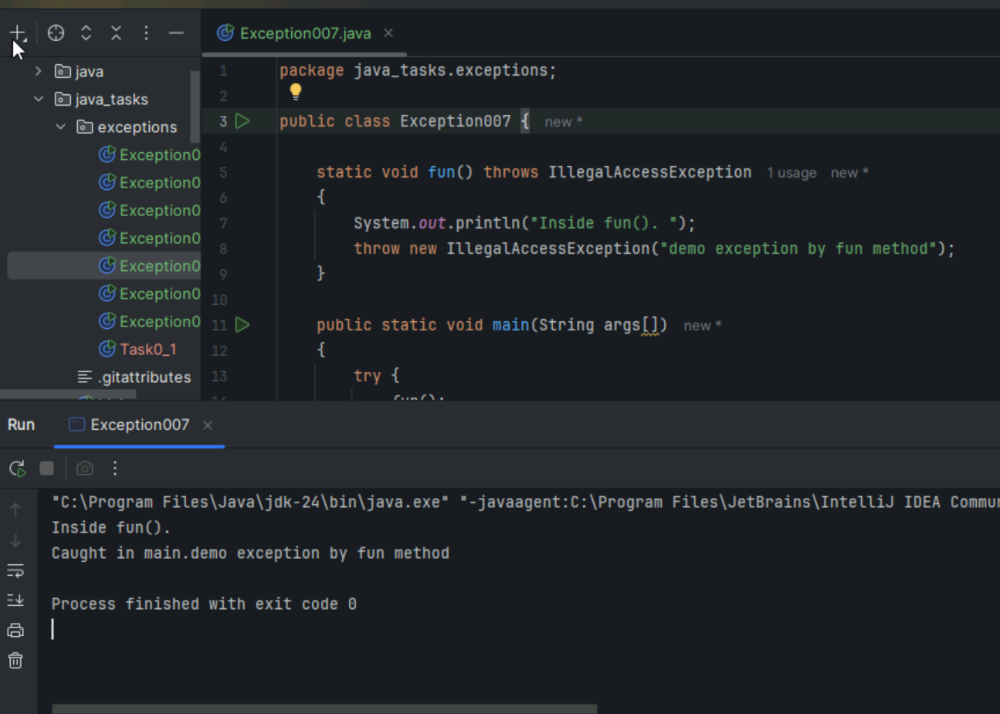 Exception007.java
java
java_tasks
exceptions
Exception0
Exception0
Exception0
Exception0
Exception0
Exception0
Exception0
Task0_1
.gitattributes
1 package java_tasks.exceptions;
2
3 public class Exception007 { new *
4
5 static void fun() throws IllegalAccessException 1 usage new *
6 {
7 System.out.println("Inside fun(). ");
8 throw new IllegalAccessException("demo exception by fun method");
9 }
10
11 public static void main(String args[]) new *
12 {
13 try {
14 fun();
Run Exception007
"C:\Program Files\Java\jdk-24\bin\java.exe" "-javaagent:C:\Program Files\JetBrains\IntelliJ IDEA Commun
Inside fun().
Caught in main.demo exception by fun method
Process finished with exit code 0